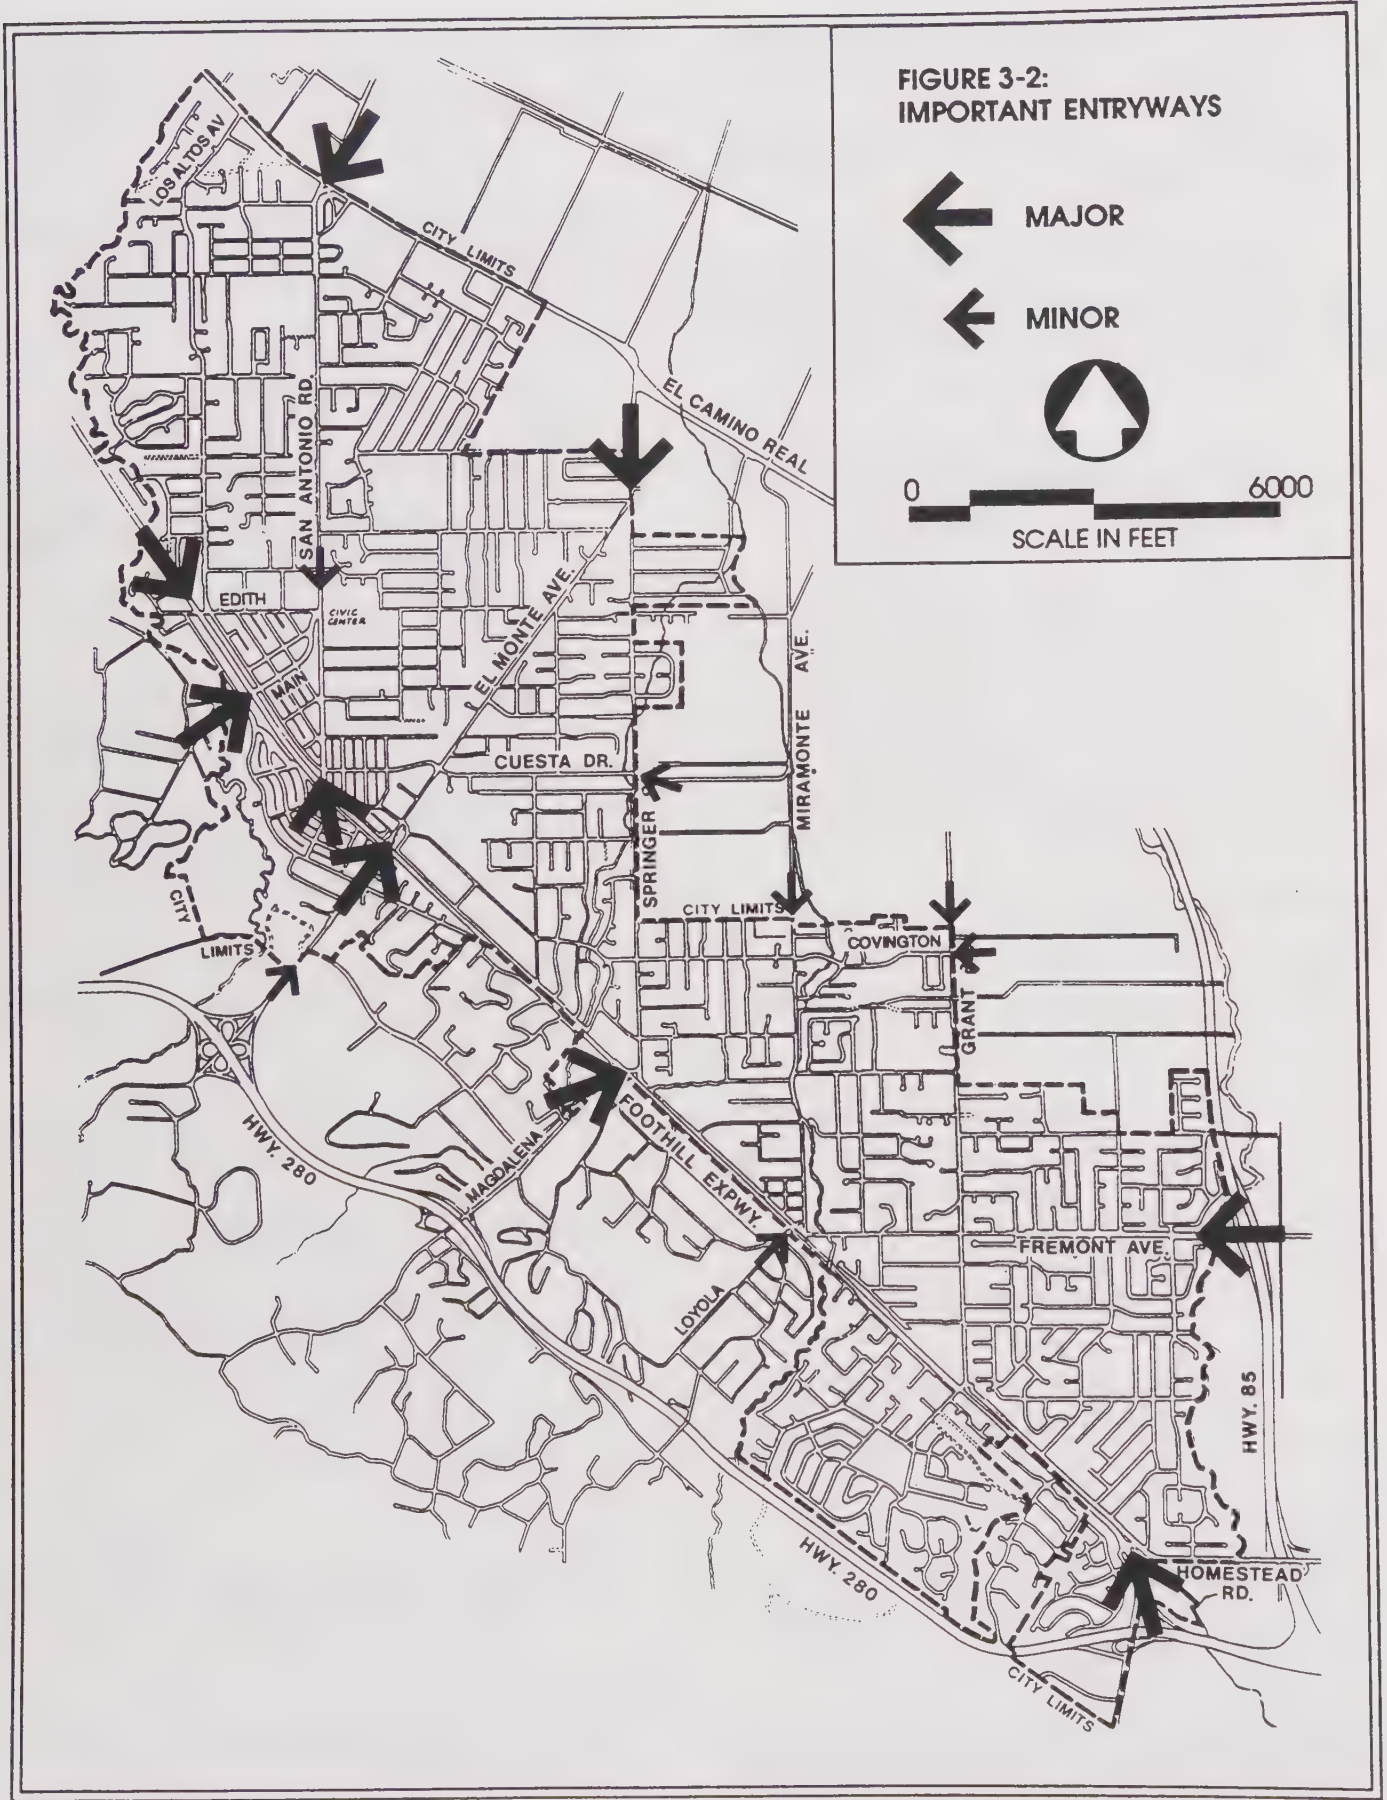 FIGURE 3-2:
IMPORTANT ENTRYWAYS
MAJOR
MINOR
0 6000
SCALE IN FEET
LOS ALTOS AV
CITY LIMITS
EL CAMINO REAL
SAN ANTONIO RD.
EDITH
CIVIC
CENTER
EL MONTE AVE.
MAIN
CUESTA DR.
MIRAMONTE AVE.
SPRINGER
CITY
LIMITS
CITY LIMITS
COVINGTON
GRANT
HWY. 280
MAGDALENA
FOOTHILL EXPWY.
FREMONT AVE.
LOYOLA
HWY. 85
HWY. 280
HOMESTEAD
RD.
CITY LIMITS